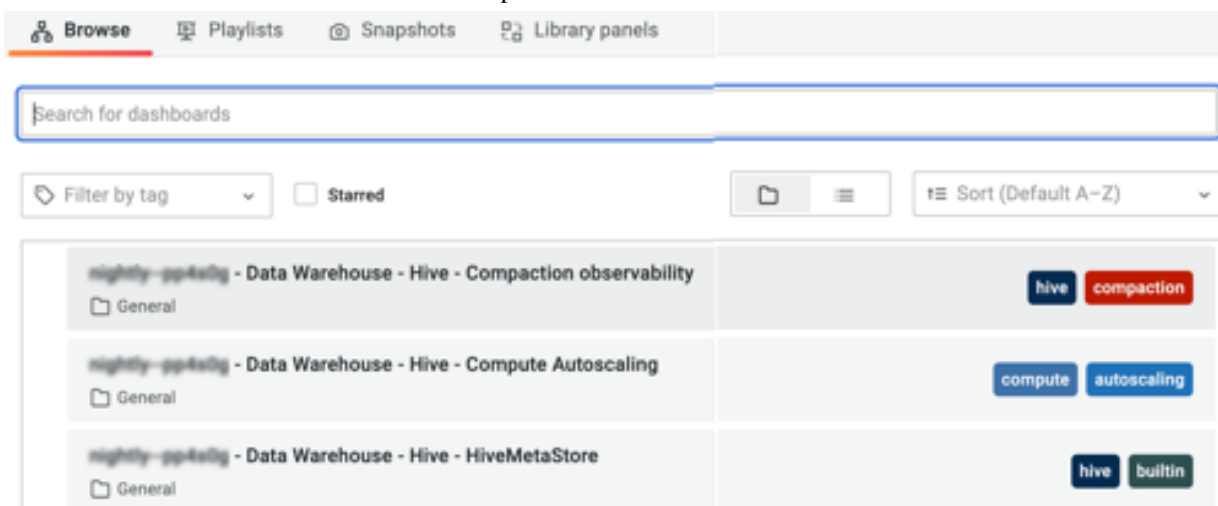 Browse Playlists Snapshots Library panels
Search for dashboards
Filter by tag Starred Sort (Default A–Z)
- Data Warehouse - Hive - Compaction observability hive compaction
General
- Data Warehouse - Hive - Compute Autoscaling compute autoscaling
General
- Data Warehouse - Hive - HiveMetaStore hive builtin
General